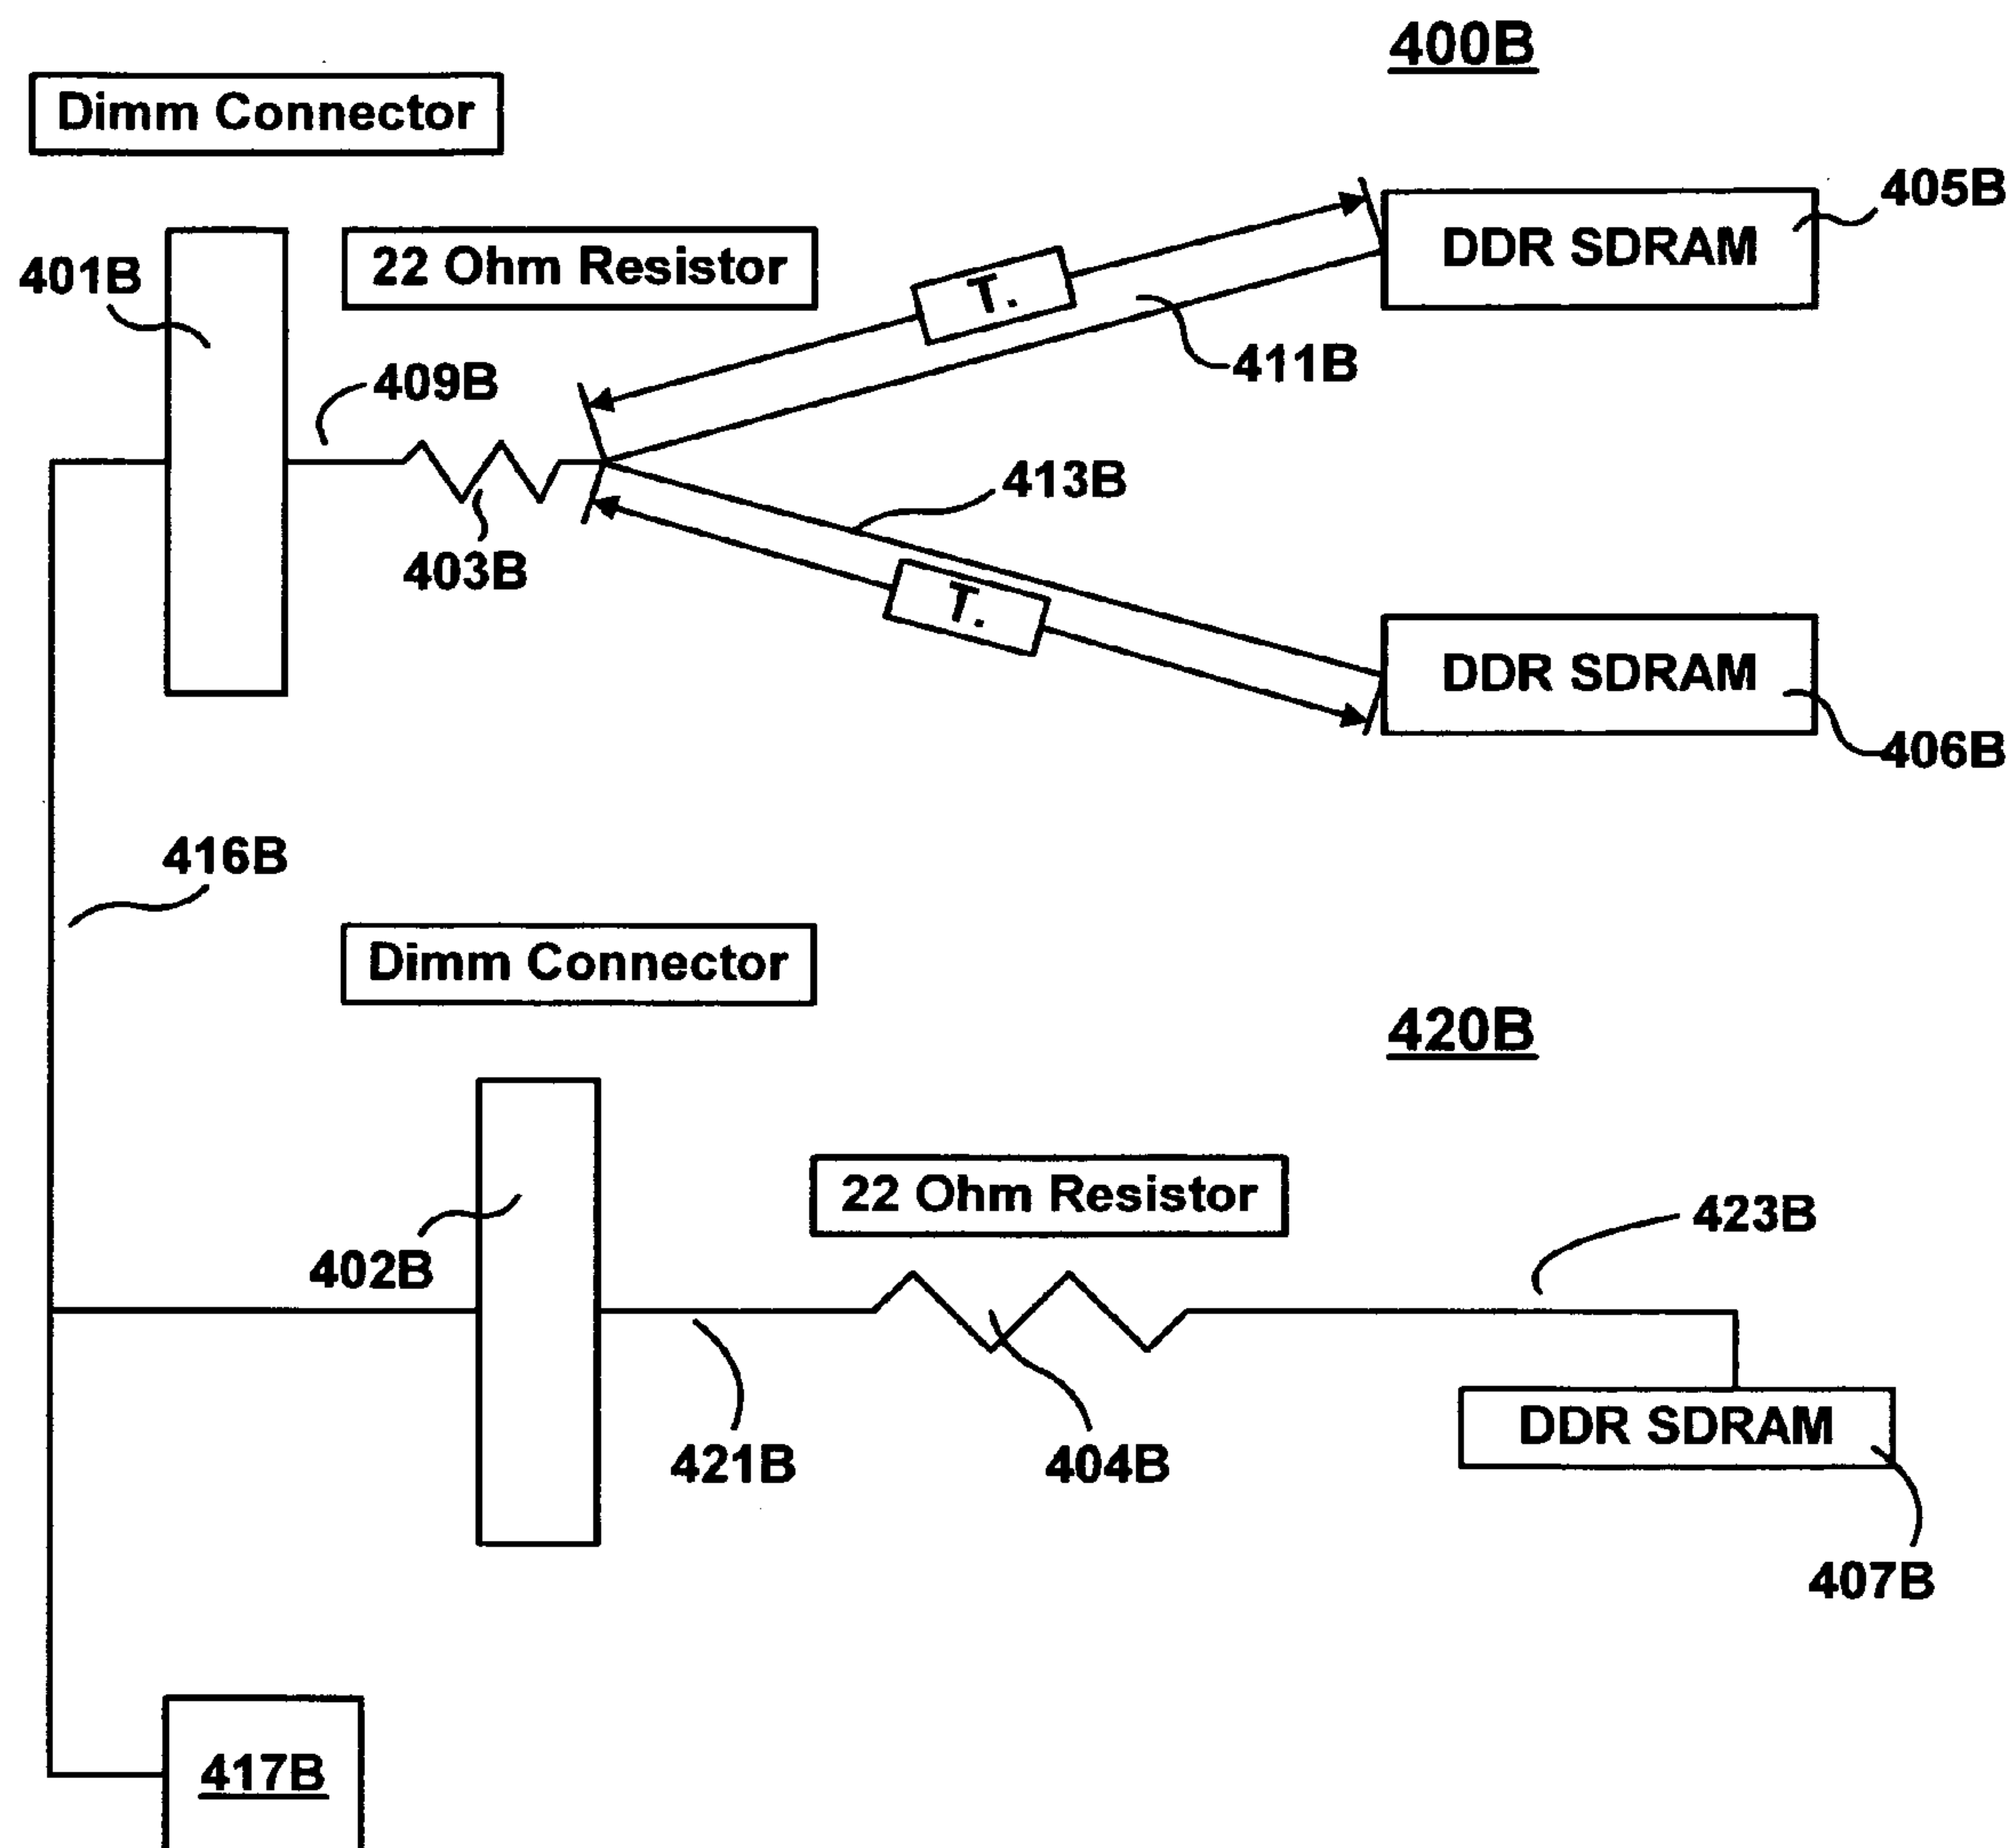 400B
Dimm Connector
405B
22 Ohm Resistor
DDR SDRAM
401B
T.
411B
409B
413B
403B
T.
DDR SDRAM
406B
416B
Dimm Connector
420B
22 Ohm Resistor
423B
402B
DDR SDRAM
421B
404B
407B
417B